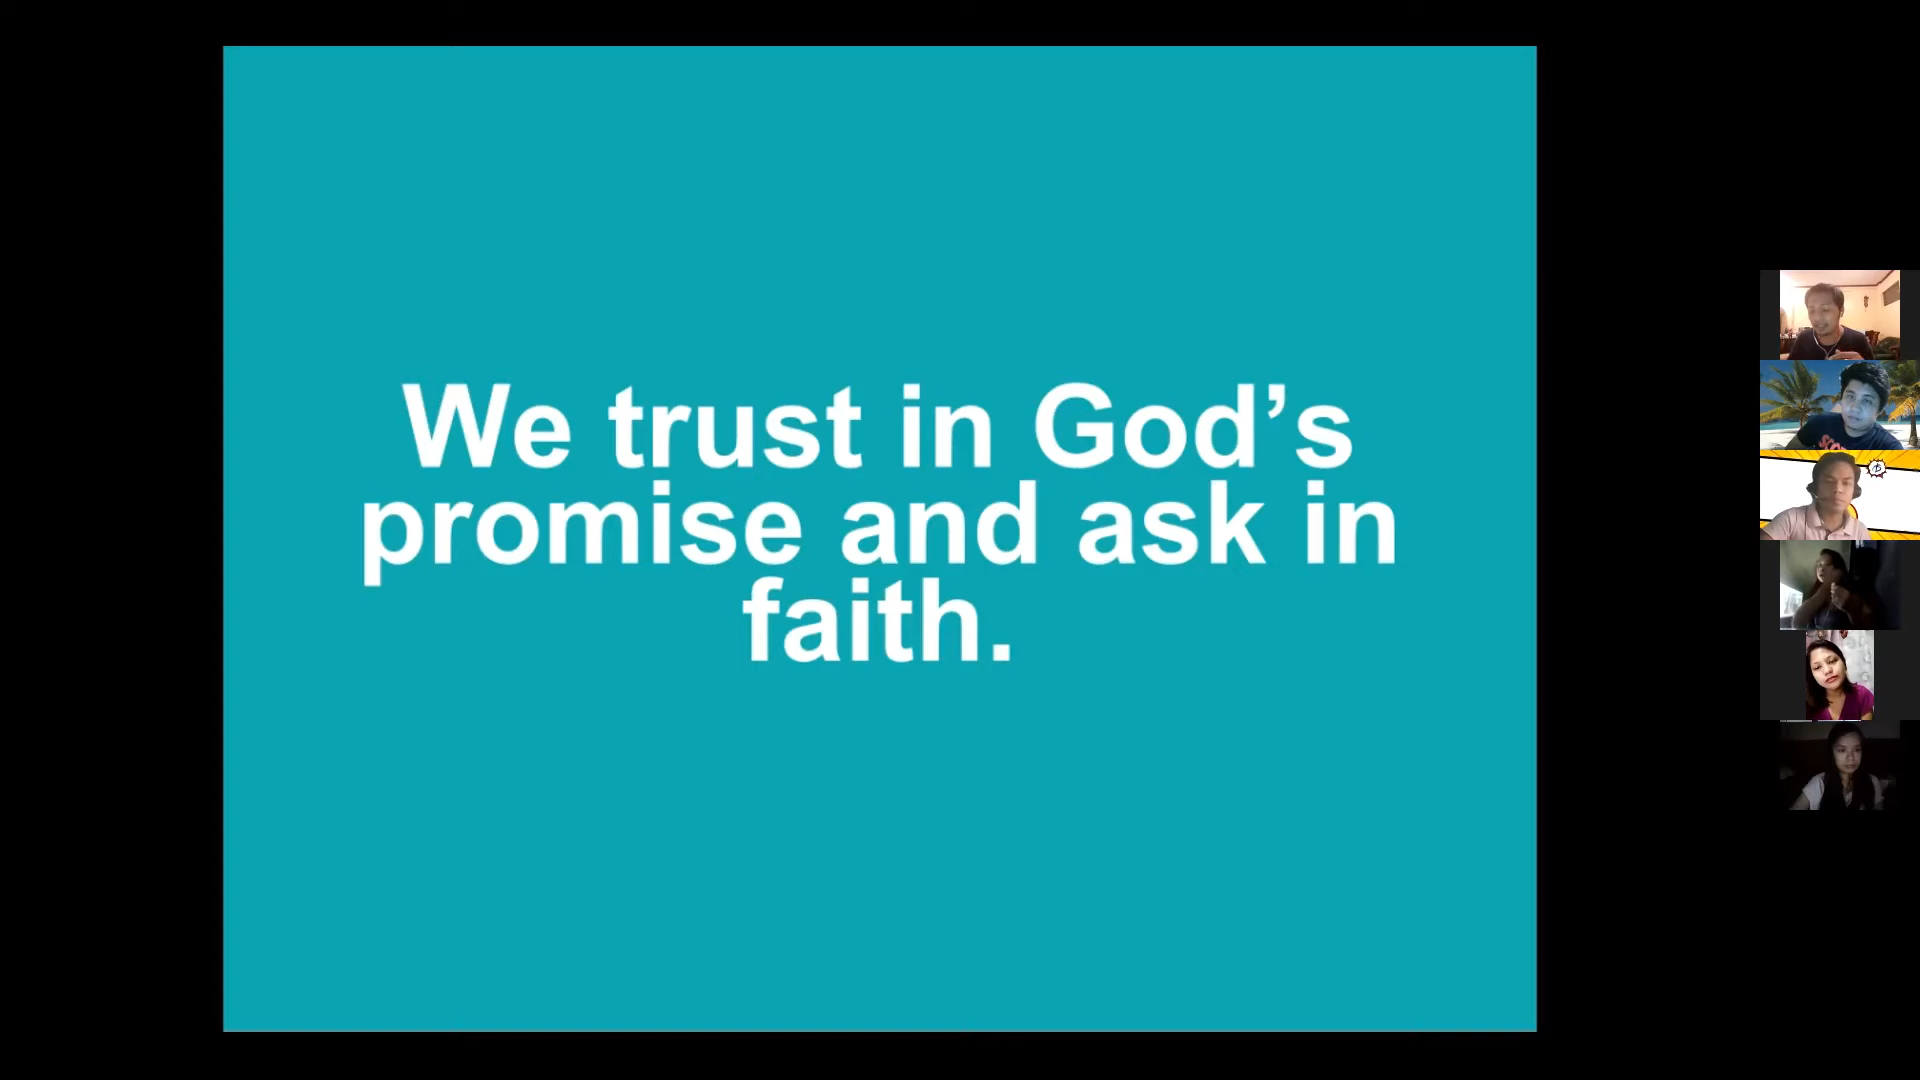 We trust in God’s
promise and ask in
faith.